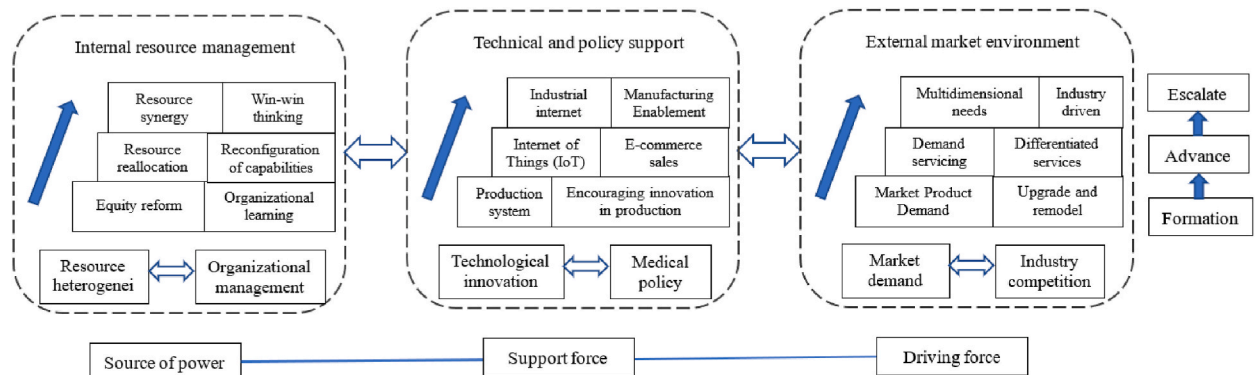 Internal resource management
Resource
synergy
Win-win
thinking
Resource
reallocation
Reconfiguration
of capabilities
Equity reform
Organizational
learning
Resource
heterogenei
Organizational
management
Technical and policy support
Industrial
internet
Manufacturing
Enablement
Internet of
Things (IoT)
E-commerce
sales
Production
system
Encouraging innovation
in production
Technological
innovation
Medical
policy
External market environment
Multidimensional
needs
Industry
driven
Demand
servicing
Differentiated
services
Market Product
Demand
Upgrade and
remodel
Market
demand
Industry
competition
Escalate
Advance
Formation
Source of power
Support force
Driving force